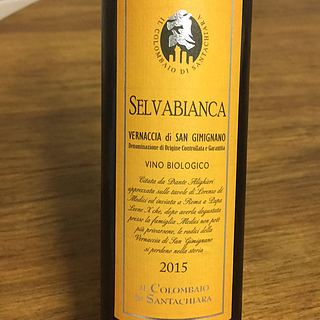 IL COLOMBAIO DI SANTACHIARA
SELVABIANCA
VERNACCIA di SAN GIMIGNANO
Denominazione di Origine Controllata e Garantita
VINO BIOLOGICO
Citata da Dante Alighieri
apprezzata sulle tavole di Lorenzo de
Medici ed inviata a Roma a Papa
Leone X che, dopo averla degustata
presso la famiglia Medici non poté
più privarsene, le radici della
Vernaccia di San Gimignano
si perdono nella storia...
2015
IL COLOMBAIO
DI SANTACHIARA